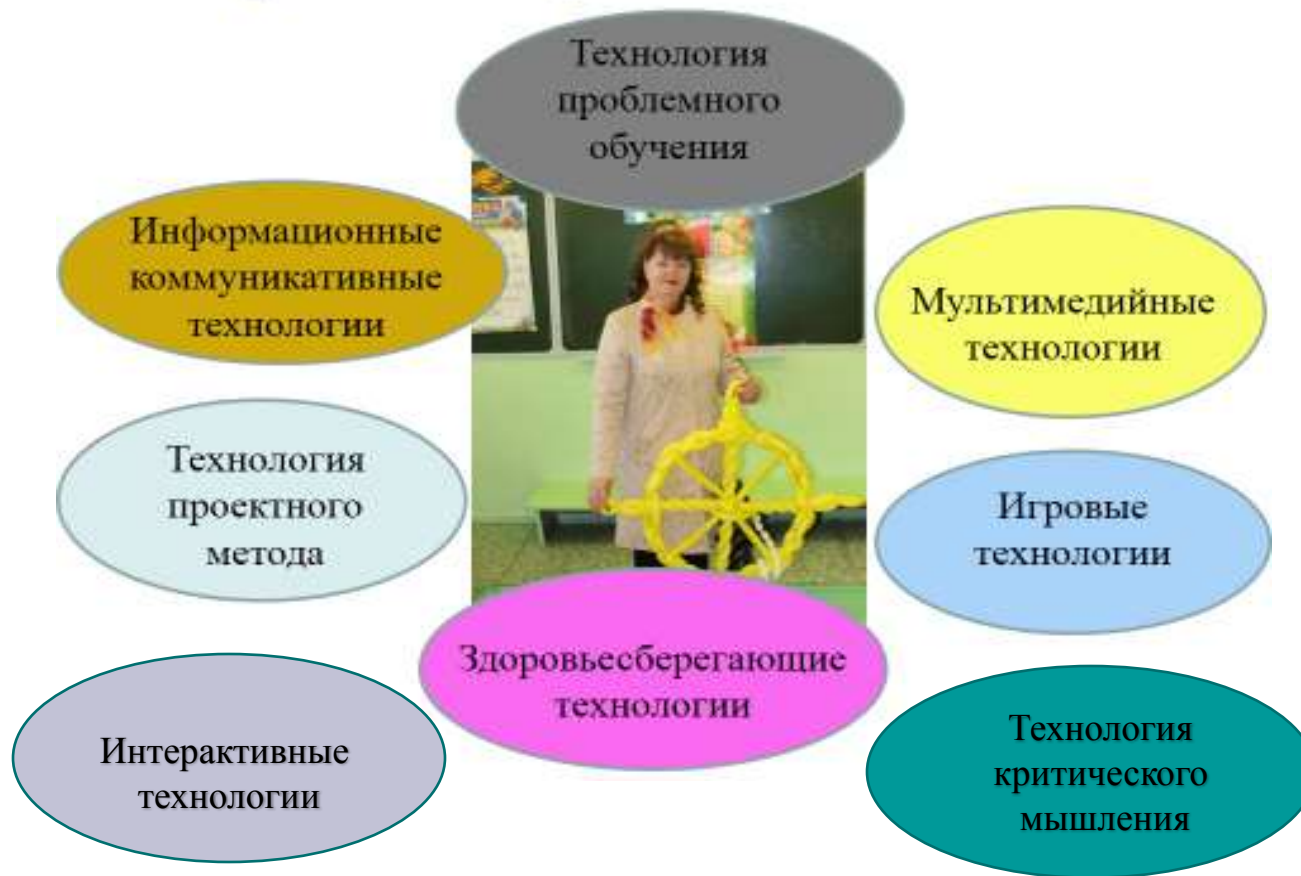 Технология
проблемного
обучения
Информационные
коммуникативные
технологии
Мультимедийные
технологии
Технология
проектного
метода
Игровые
технологии
Здоровьесберегающие
технологии
Интерактивные
технологии
Технология
критического
мышления